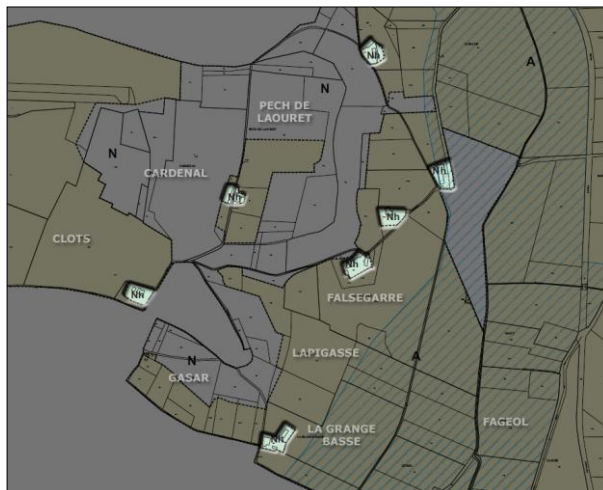 Nh
A
N
PECH DE
LAOURET
N
CARDENAL
Nh
Nh
Nh
CLOTS
Nh
Nh
FALSEGARRE
LAPIGASSE
N
A
GASAR
LA GRANGE
BASSE
FAGEOL
Nh